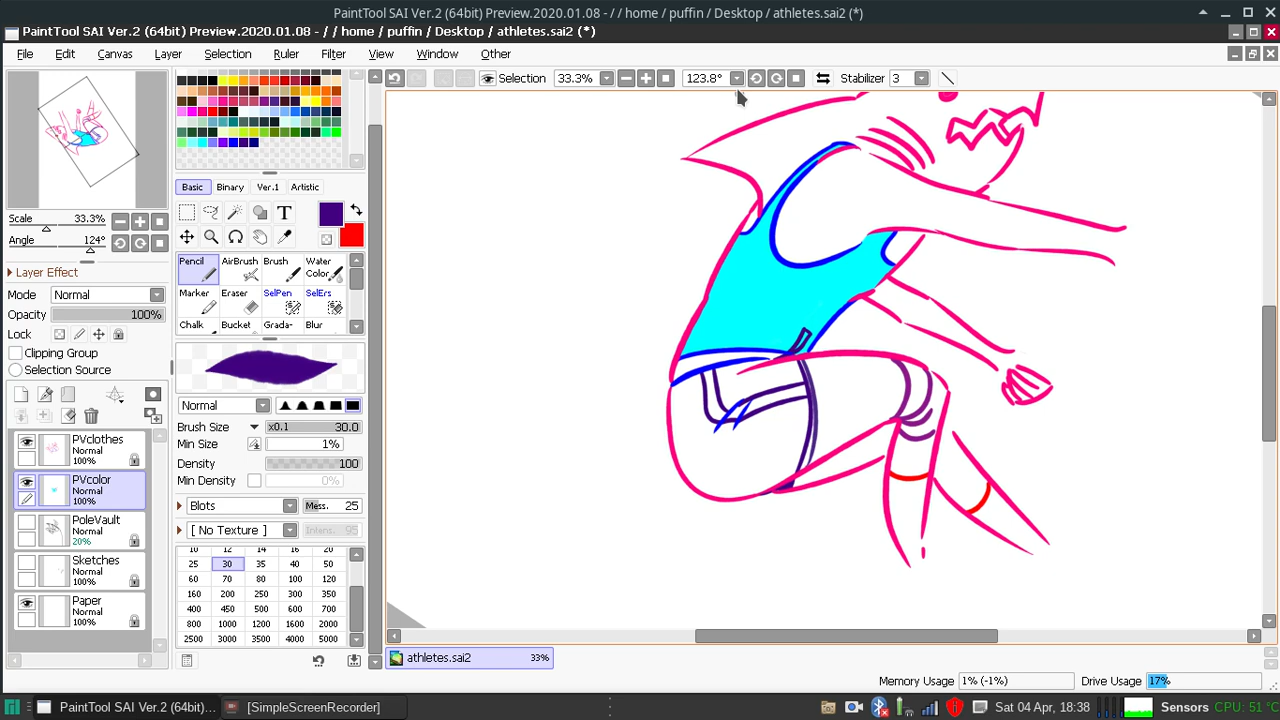 PaintTool SAI Ver.2 (64bit) Preview.2020.01.08 - / / home / puffin / Desktop / athletes.sai2 (*)
PaintTool SAI Ver.2 (64bit) Preview.2020.01.08 - / / home / puffin / Desktop / athletes.sai2 (*)
File Edit Canvas Layer Selection Ruler Filter View Window Other
Selection 33.3% 123.8° Stabilizer 3
Scale 33.3%
Angle 124°
Layer Effect
Mode Normal
Opacity 100%
Lock
Clipping Group
Selection Source
PVclothes
Normal
100%
PVcolor
Normal
100%
PoleVault
Normal
20%
Sketches
Normal
100%
Paper
Normal
100%
Basic Binary Ver.1 Artistic
T
Pencil AirBrush Brush Water Color
Marker Eraser SelPen SelErs
Chalk Bucket Grada- Blur
Normal
Brush Size x0.1 30.0
Min Size 1%
Density 100
Min Density 0%
Blots Mess. 25
[ No Texture ] Intens. 95
10 12 14 16 20
25 30 35 40 50
60 70 80 100 120
160 200 250 300 350
400 450 500 600 700
800 1000 1200 1600 2000
2500 3000 3500 4000 5000
athletes.sai2 33%
Memory Usage 1% (-1%) Drive Usage 17%
PaintTool SAI Ver.2 (64bit)... [SimpleScreenRecorder] Sat 04 Apr, 18:38 Sensors CPU: 51 °C